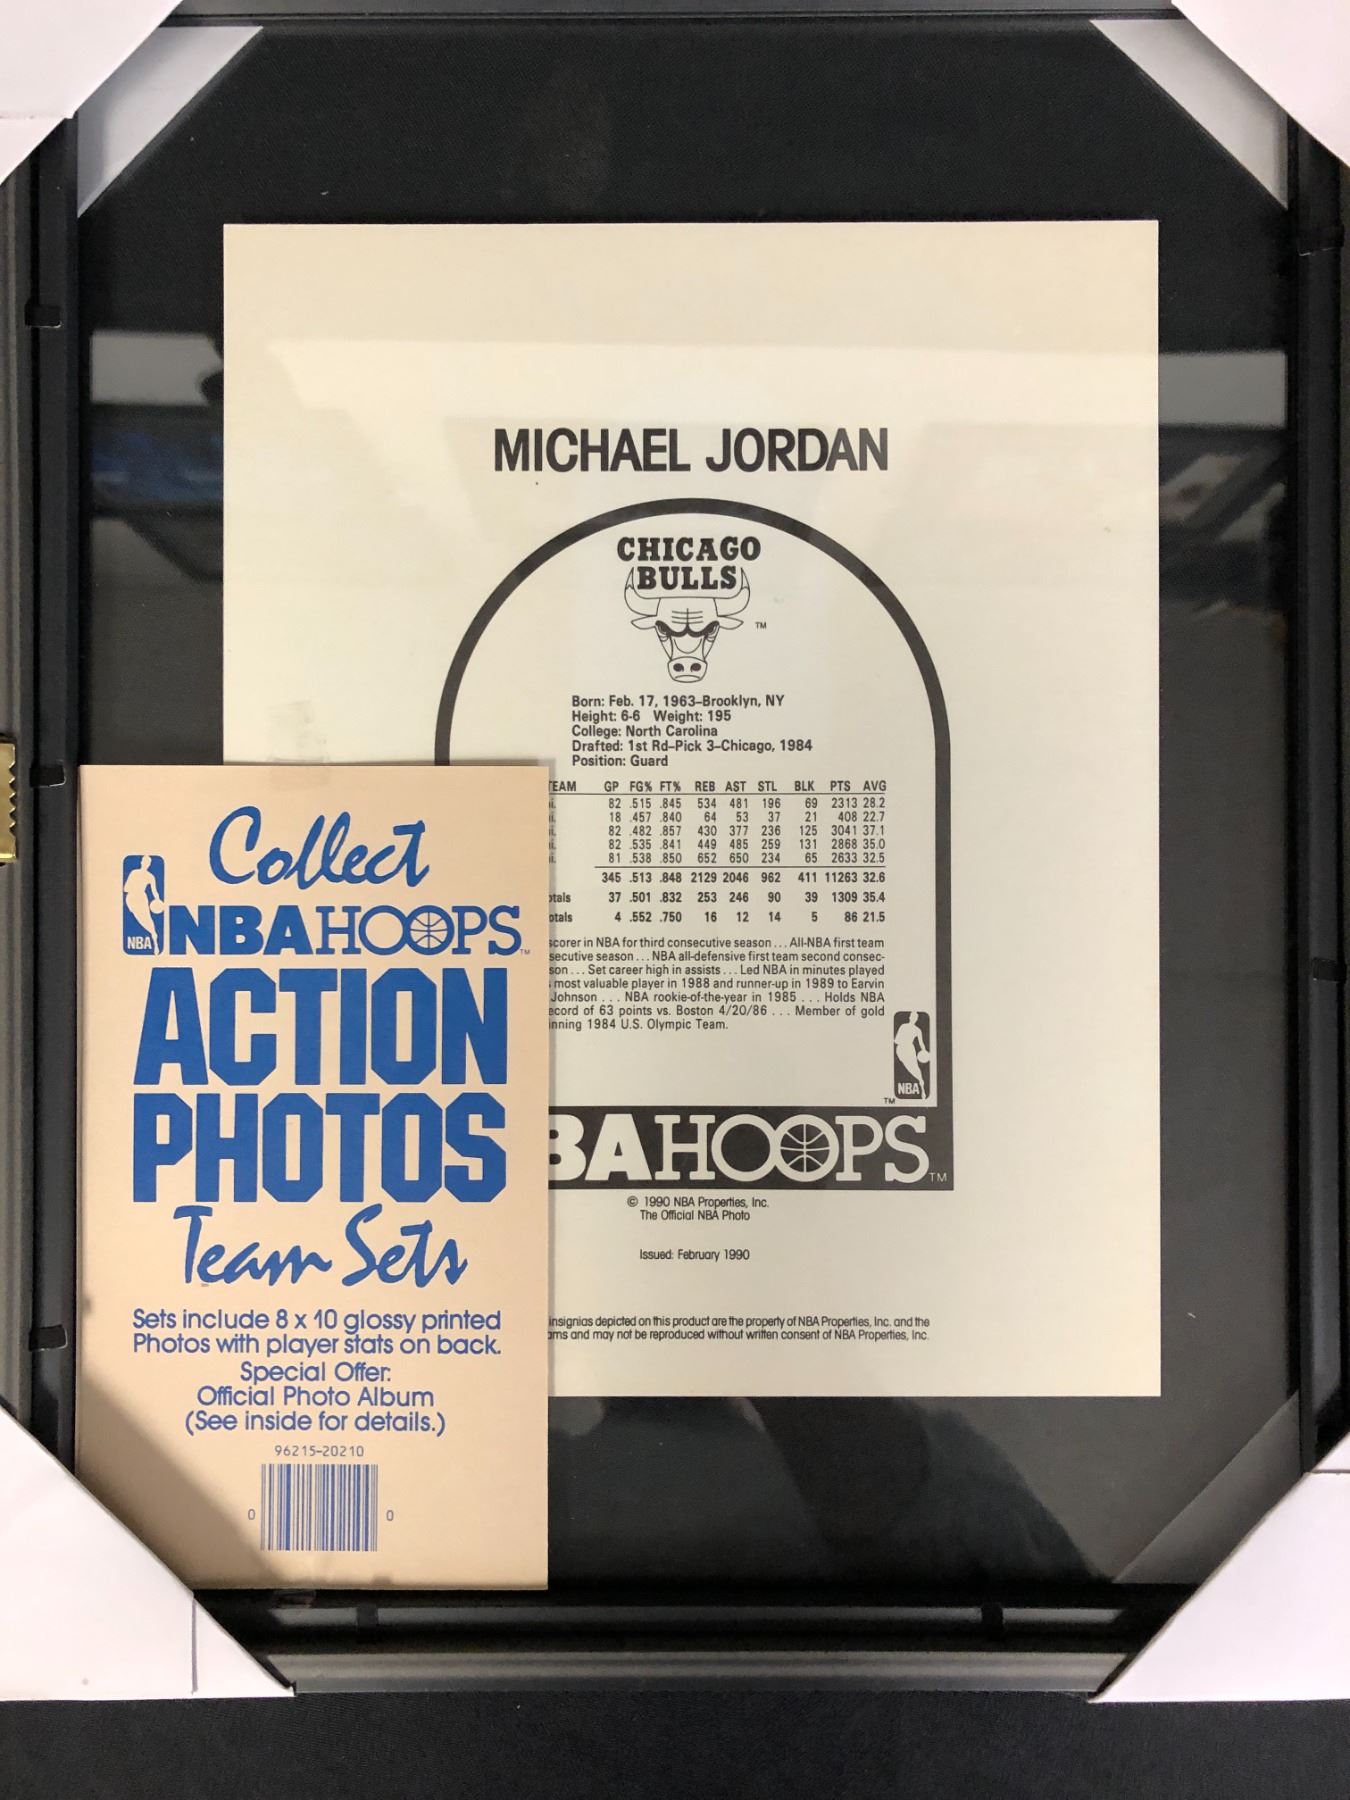 MICHAEL JORDAN
CHICAGO
BULLS
TM
Born: Feb. 17, 1963–Brooklyn, NY
Height: 6-6 Weight: 195
College: North Carolina
Drafted: 1st Rd–Pick 3–Chicago, 1984
Position: Guard
TEAM GP FG% FT% REB AST STL BLK PTS AVG
i. 82 .515 .845 534 481 196 69 2313 28.2
i. 18 .457 .840 64 53 37 21 408 22.7
i. 82 .482 .857 430 377 236 125 3041 37.1
i. 82 .535 .841 449 485 259 131 2868 35.0
i. 81 .538 .850 652 650 234 65 2633 32.5
345 .513 .848 2129 2046 962 411 11263 32.6
otals 37 .501 .832 253 246 90 39 1309 35.4
otals 4 .552 .750 16 12 14 5 86 21.5
scorer in NBA for third consecutive season ... All-NBA first team
secutive season ... NBA all-defensive first team second consec-
son ... Set career high in assists ... Led NBA in minutes played
most valuable player in 1988 and runner-up in 1989 to Earvin
Johnson ... NBA rookie-of-the-year in 1985 ... Holds NBA
ecord of 63 points vs. Boston 4/20/86 ... Member of gold
inning 1984 U.S. Olympic Team.
NBA
TM
BA HOOPS TM
© 1990 NBA Properties, Inc.
The Official NBA Photo
Issued: February 1990
insignias depicted on this product are the property of NBA Properties, Inc. and the
ams and may not be reproduced without written consent of NBA Properties, Inc.
Collect
NBA NBA HOOPS TM
ACTION
PHOTOS
Team Sets
Sets include 8 x 10 glossy printed
Photos with player stats on back.
Special Offer:
Official Photo Album
(See inside for details.)
96215-20210
0 0